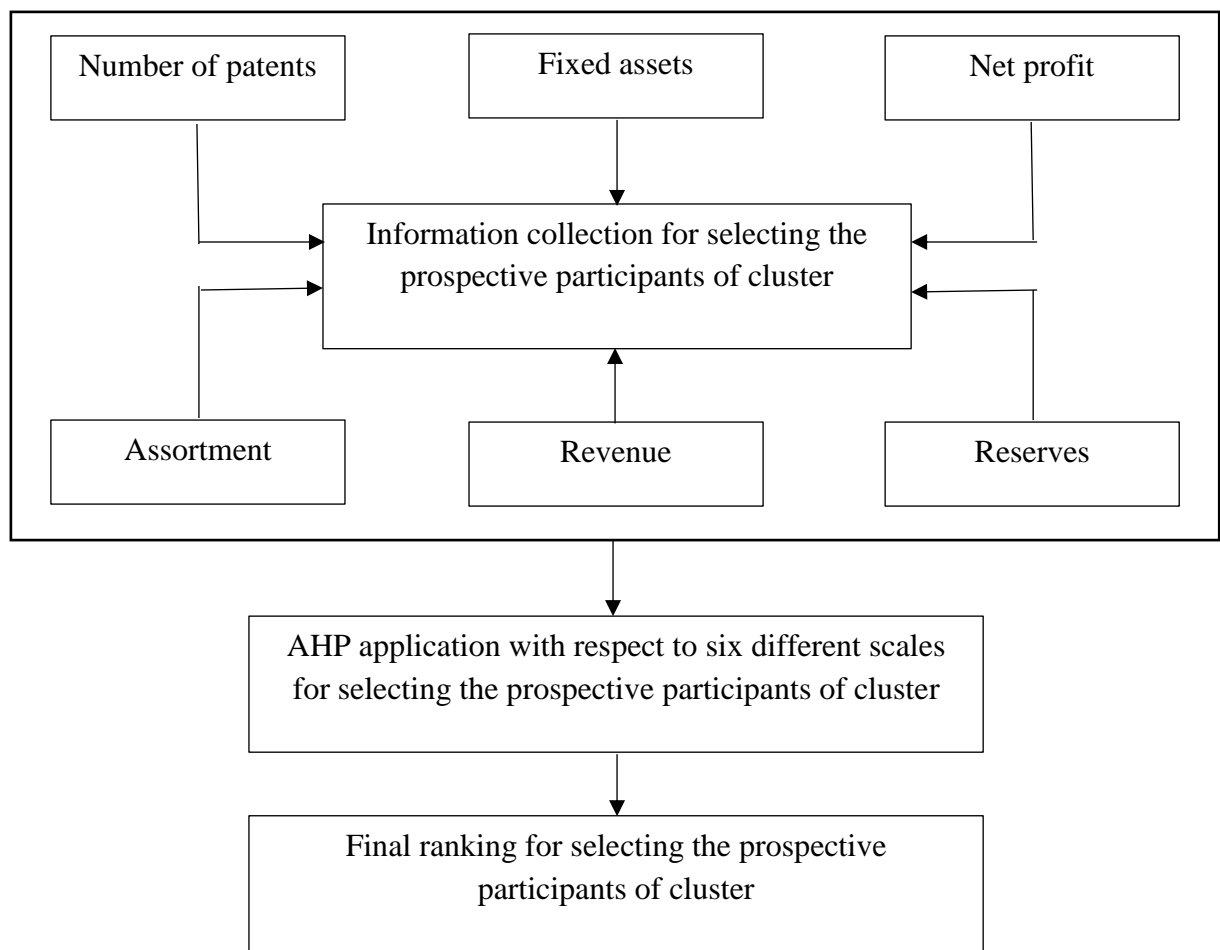 Number of patents
Fixed assets
Net profit
Information collection for selecting the
prospective participants of cluster
Assortment
Revenue
Reserves
AHP application with respect to six different scales
for selecting the prospective participants of cluster
Final ranking for selecting the prospective
participants of cluster